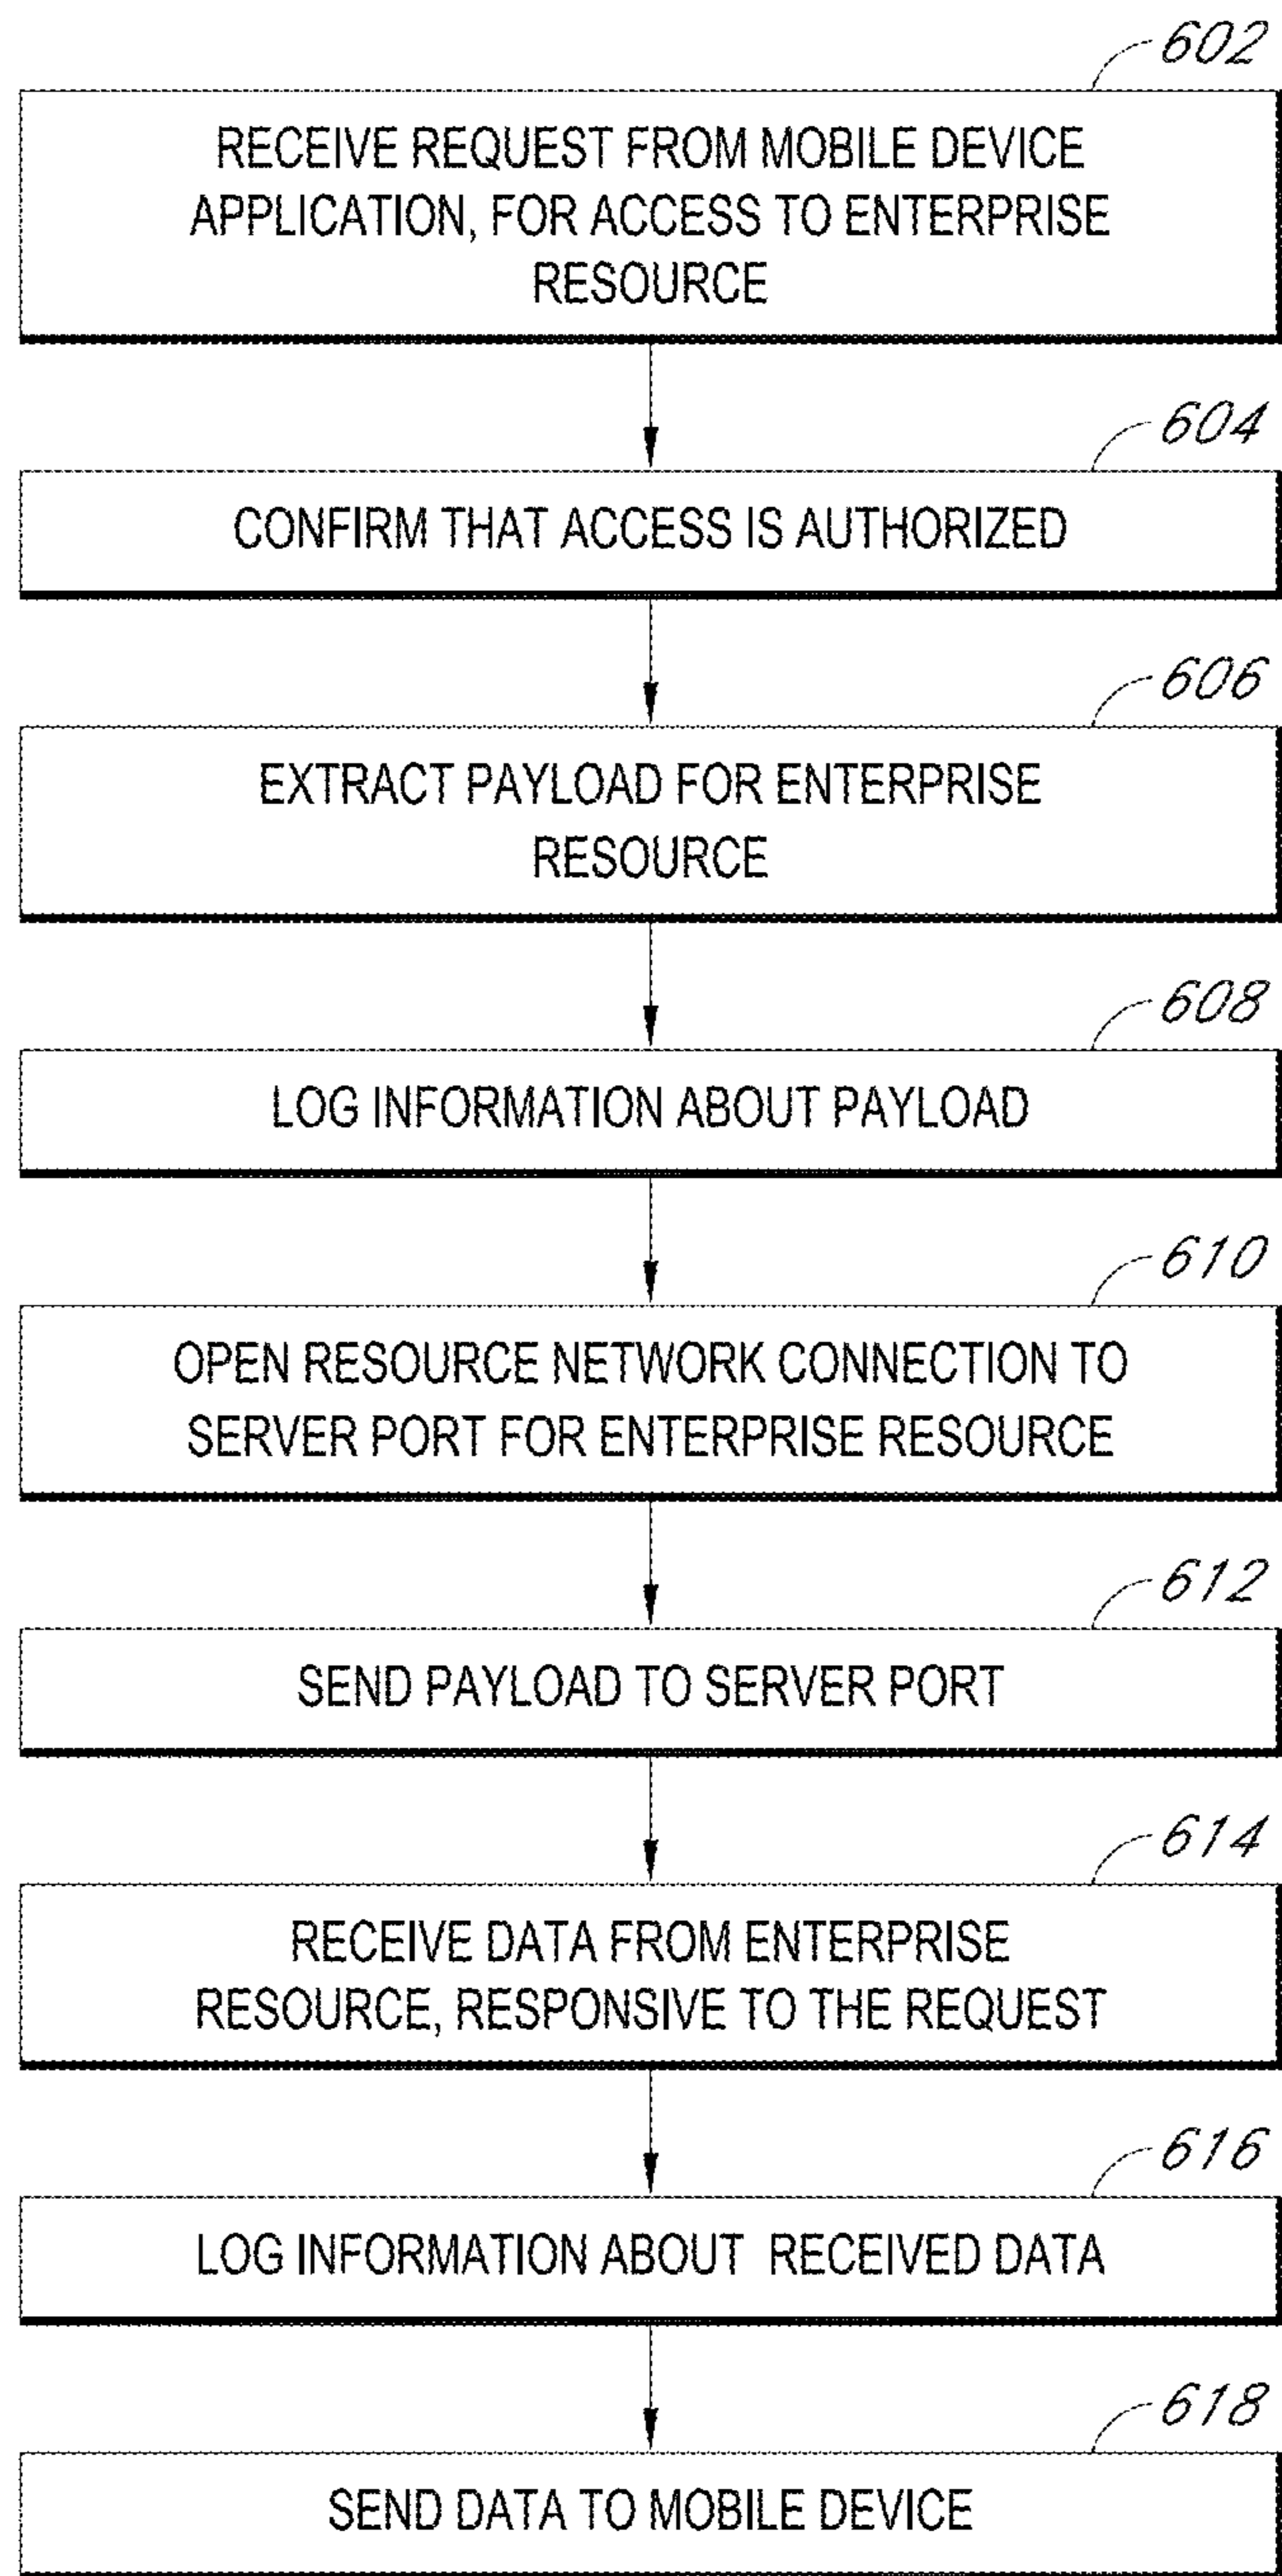 602
RECEIVE REQUEST FROM MOBILE DEVICE
APPLICATION, FOR ACCESS TO ENTERPRISE
RESOURCE
604
CONFIRM THAT ACCESS IS AUTHORIZED
606
EXTRACT PAYLOAD FOR ENTERPRISE
RESOURCE
608
LOG INFORMATION ABOUT PAYLOAD
610
OPEN RESOURCE NETWORK CONNECTION TO
SERVER PORT FOR ENTERPRISE RESOURCE
612
SEND PAYLOAD TO SERVER PORT
614
RECEIVE DATA FROM ENTERPRISE
RESOURCE, RESPONSIVE TO THE REQUEST
616
LOG INFORMATION ABOUT RECEIVED DATA
618
SEND DATA TO MOBILE DEVICE